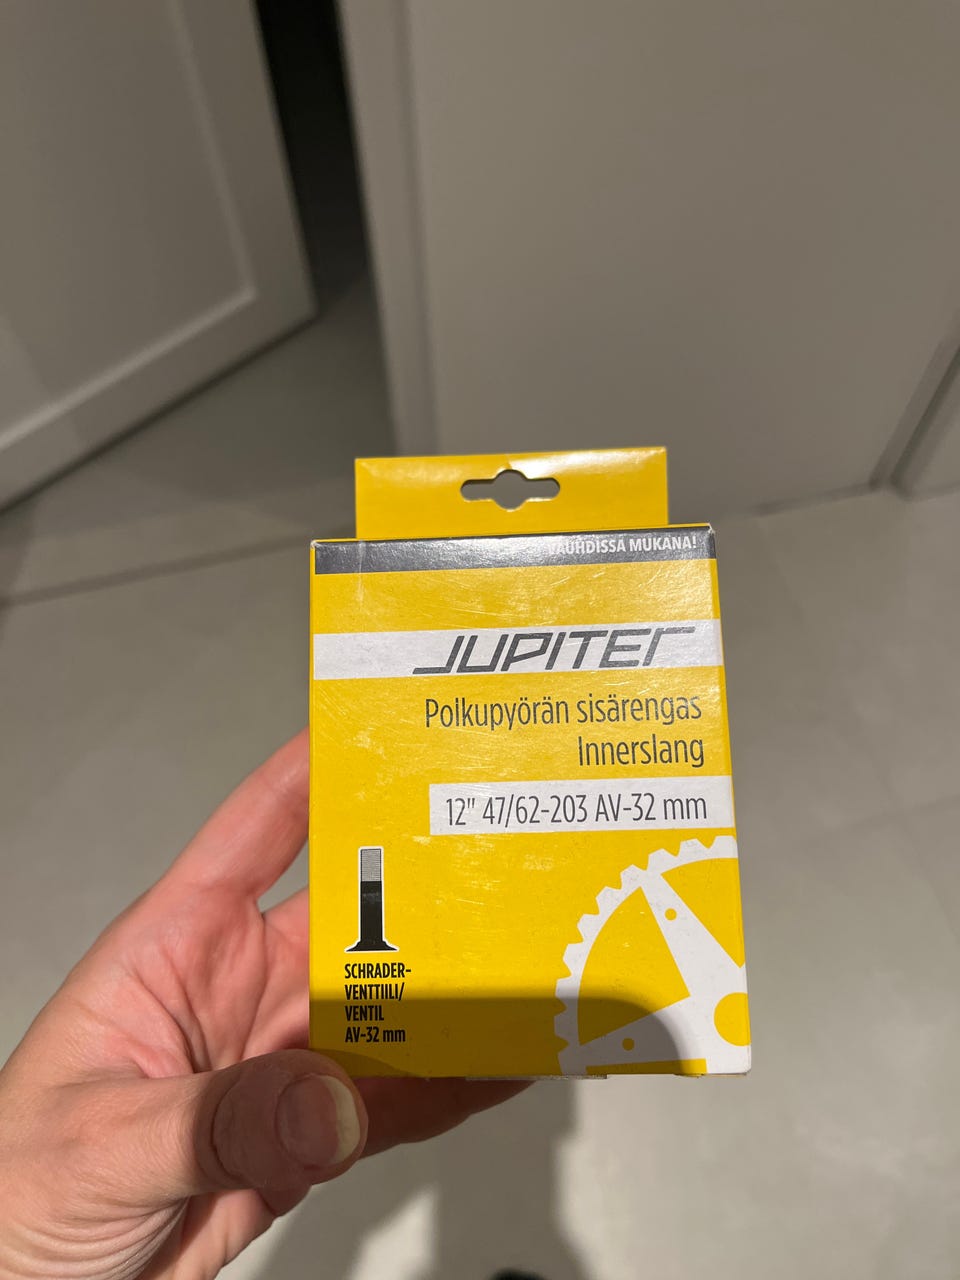 VAUHDISSA MUKANA!
JUPITER
Polkupyörän sisärengas
Innerslang
12" 47/62-203 AV-32 mm
SCHRADER-
VENTTIILI/
VENTIL
AV-32 mm